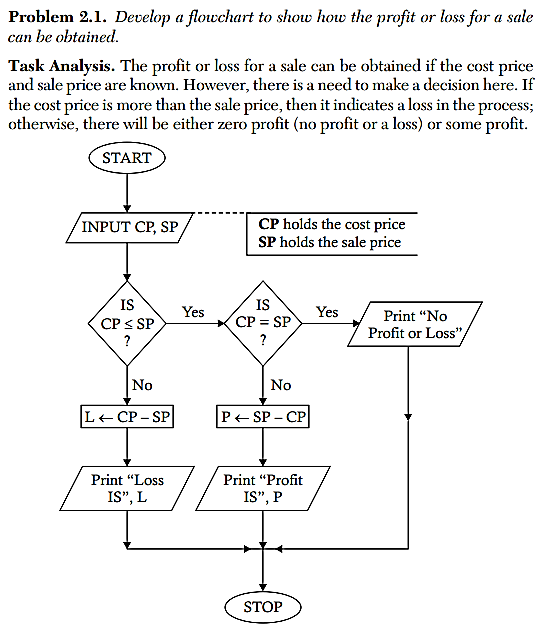 Problem 2.1. Develop a flowchart to show how the profit or loss for a sale
can be obtained.
Task Analysis. The profit or loss for a sale can be obtained if the cost price
and sale price are known. However, there is a need to make a decision here. If
the cost price is more than the sale price, then it indicates a loss in the process;
otherwise, there will be either zero profit (no profit or a loss) or some profit.
START
INPUT CP, SP
CP holds the cost price
SP holds the sale price
IS
CP ≤ SP
?
Yes
IS
CP = SP
?
Yes
Print “No
Profit or Loss”
No
No
L ← CP – SP
P ← SP – CP
Print “Loss
IS”, L
Print “Profit
IS”, P
STOP